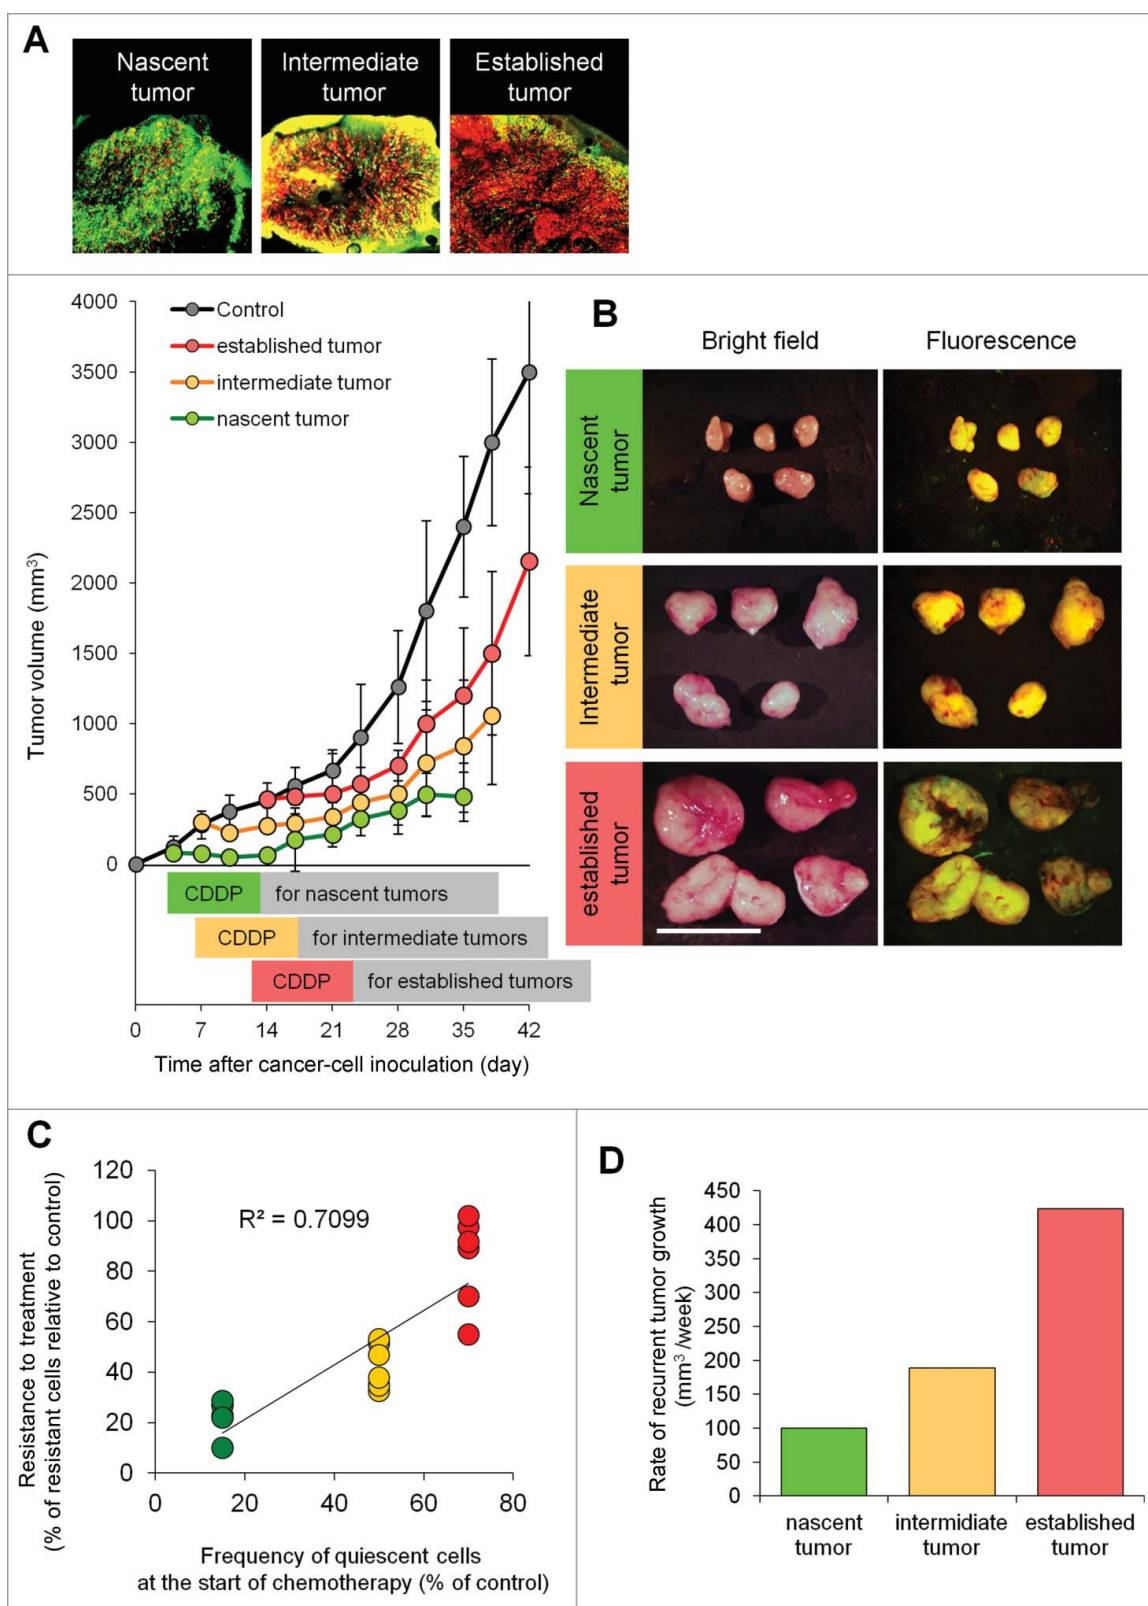 A
Nascent
tumor
Intermediate
tumor
Established
tumor
4000
3500
3000
2500
2000
1500
1000
500
0
Tumor volume (mm³)
Control
established tumor
intermediate tumor
nascent tumor
CDDP for nascent tumors
CDDP for intermediate tumors
CDDP for established tumors
0 7 14 21 28 35 42
Time after cancer-cell inoculation (day)
B
Bright field Fluorescence
Nascent
tumor
Intermediate
tumor
established
tumor
C
Resistance to treatment
(% of resistant cells relative to control)
120
100
80
60
40
20
0
R² = 0.7099
0 20 40 60 80
Frequency of quiescent cells
at the start of chemotherapy (% of control)
D
Rate of recurrent tumor growth
(mm³ /week)
450
400
350
300
250
200
150
100
50
0
nascent
tumor
intermidiate
tumor
established
tumor